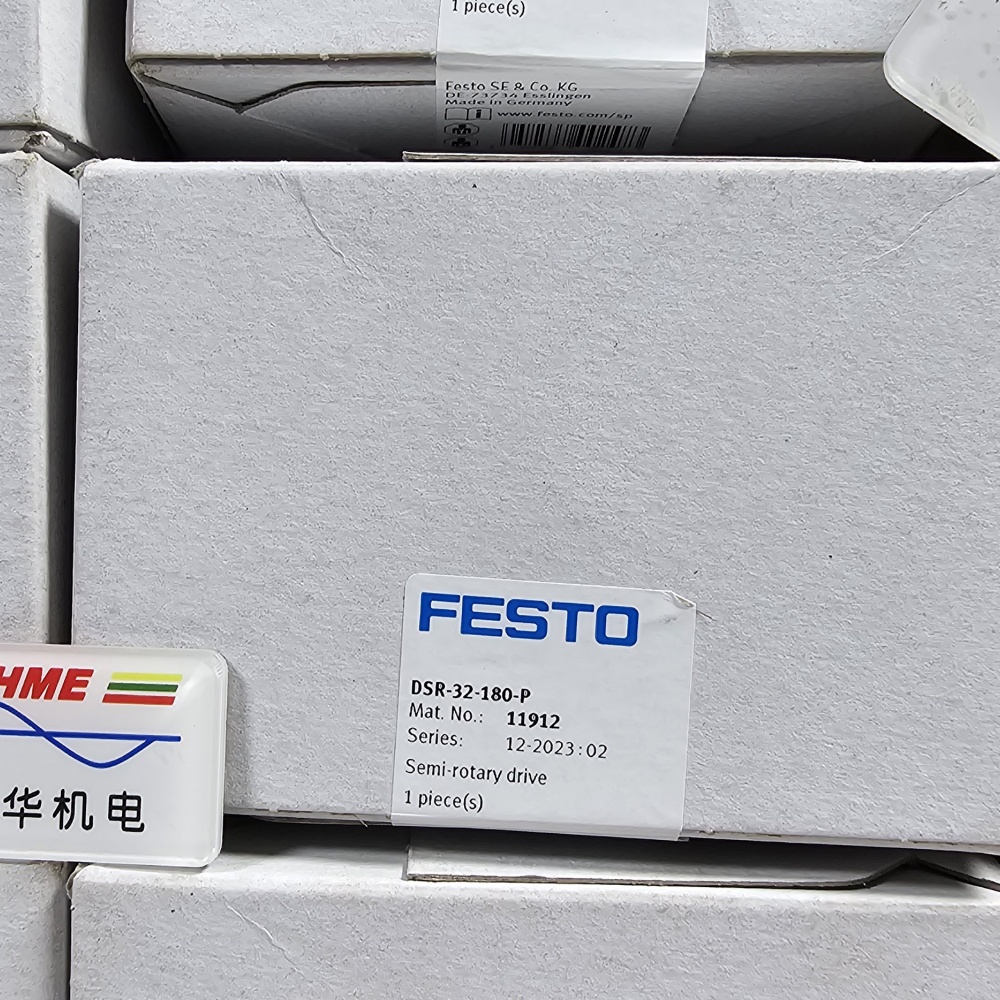 1 piece(s)
Festo SE & Co. KG
DE-73734 Esslingen
Made in Germany
www.festo.com/sp
FESTO
DSR-32-180-P
Mat. No.: 11912
Series: 12-2023:02
Semi-rotary drive
1 piece(s)
HME
华机电